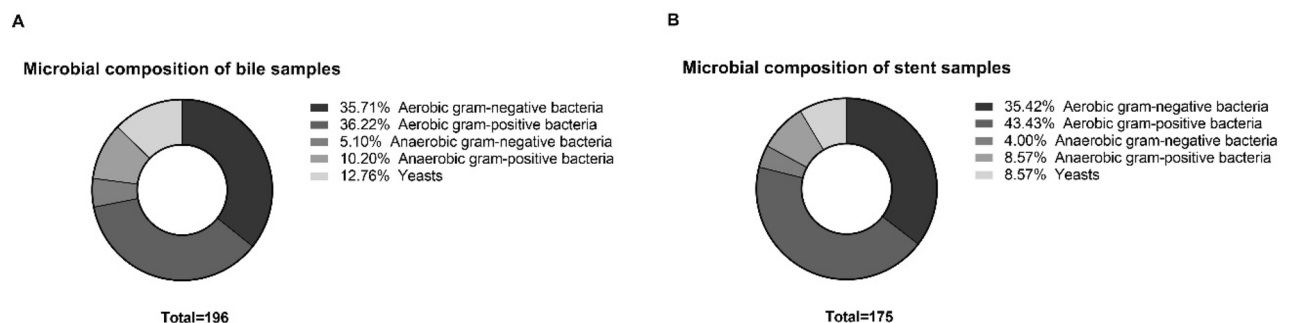 A
Microbial composition of bile samples
35.71% Aerobic gram-negative bacteria
36.22% Aerobic gram-positive bacteria
5.10% Anaerobic gram-negative bacteria
10.20% Anaerobic gram-positive bacteria
12.76% Yeasts
Total=196
B
Microbial composition of stent samples
35.42% Aerobic gram-negative bacteria
43.43% Aerobic gram-positive bacteria
4.00% Anaerobic gram-negative bacteria
8.57% Anaerobic gram-positive bacteria
8.57% Yeasts
Total=175